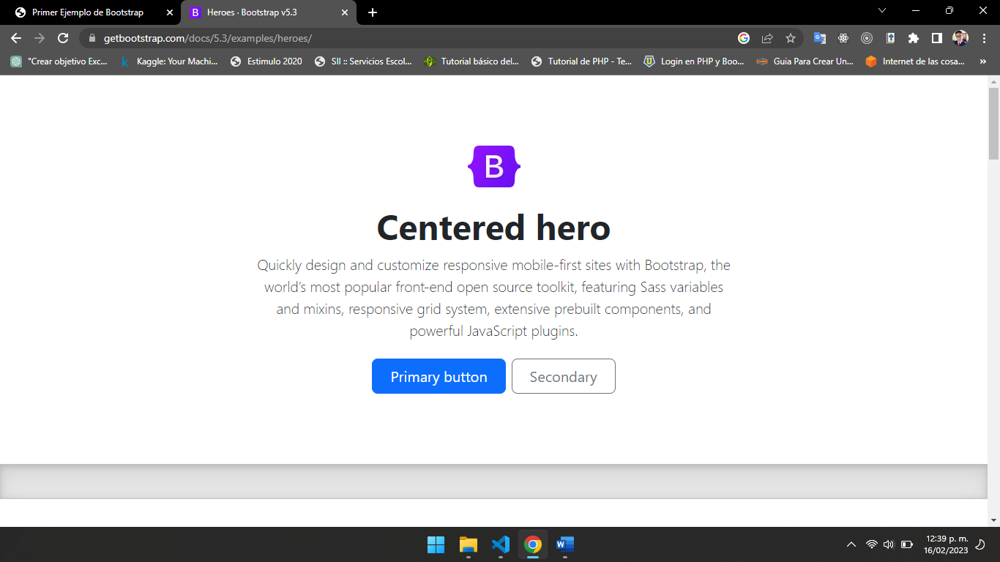 Primer Ejemplo de Bootstrap
Heroes · Bootstrap v5.3
getbootstrap.com/docs/5.3/examples/heroes/
"Crear objetivo Exc...
Kaggle: Your Machi...
Estimulo 2020
SII :: Servicios Escol...
Tutorial básico del...
Tutorial de PHP - Te...
Login en PHP y Boo...
Guia Para Crear Un...
Internet de las cosa...
B
Centered hero
Quickly design and customize responsive mobile-first sites with Bootstrap, the
world’s most popular front-end open source toolkit, featuring Sass variables
and mixins, responsive grid system, extensive prebuilt components, and
powerful JavaScript plugins.
Primary button
Secondary
12:39 p. m.
16/02/2023